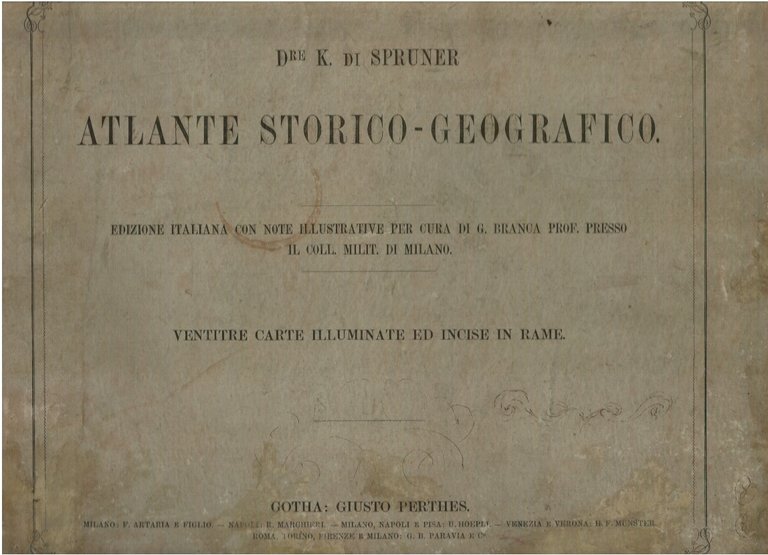 DRE K. DI SPRUNER
ATLANTE STORICO-GEOGRAFICO.
EDIZIONE ITALIANA CON NOTE ILLUSTRATIVE PER CURA DI G. BRANCA PROF. PRESSO
IL COLL. MILIT. DI MILANO.
VENTITRE CARTE ILLUMINATE ED INCISE IN RAME.
GOTHA: GIUSTO PERTHES.
MILANO: F. ARTARIA E FIGLIO. — NAPOLI: R. MARGHIERI. — MILANO, NAPOLI E PISA: U. HOEPLI. — VENEZIA E VERONA: H. F. MÜNSTER.
ROMA, TORINO, FIRENZE E MILANO: G. B. PARAVIA E Co